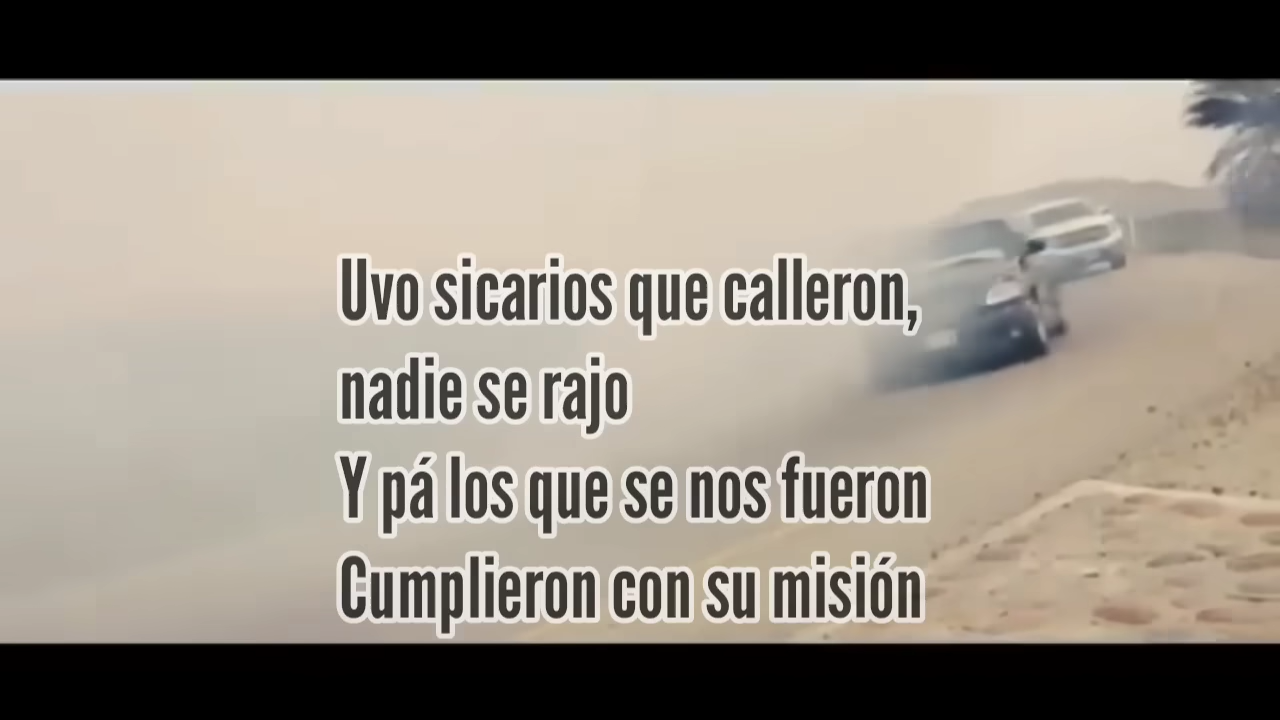 Uvo sicarios que calleron,
nadie se rajo
Y pá los que se nos fueron
Cumplieron con su misión